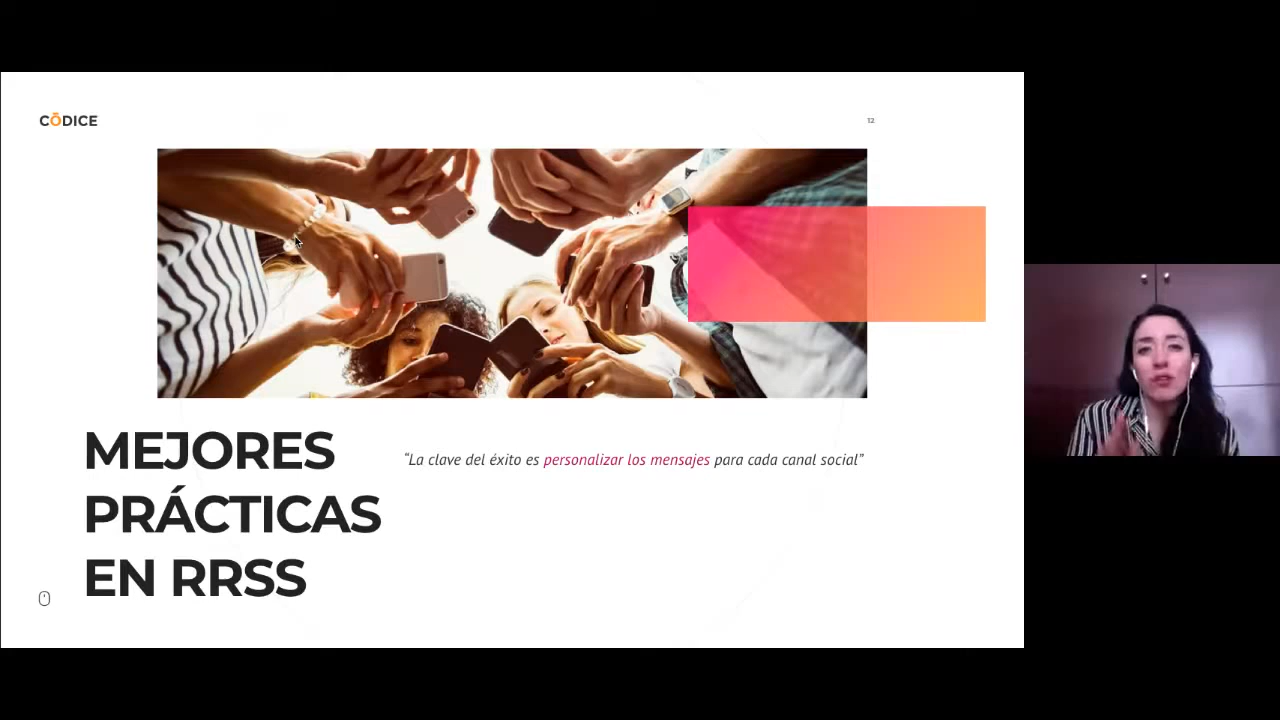 CŌDICE
12
MEJORES
PRÁCTICAS
EN RRSS
“La clave del éxito es personalizar los mensajes para cada canal social”